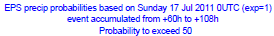 EPS precip probabilities based on Sunday 17 Jul 2011 0UTC (exp=1)
event accumulated from +60h to +108h
Probability to exceed 50